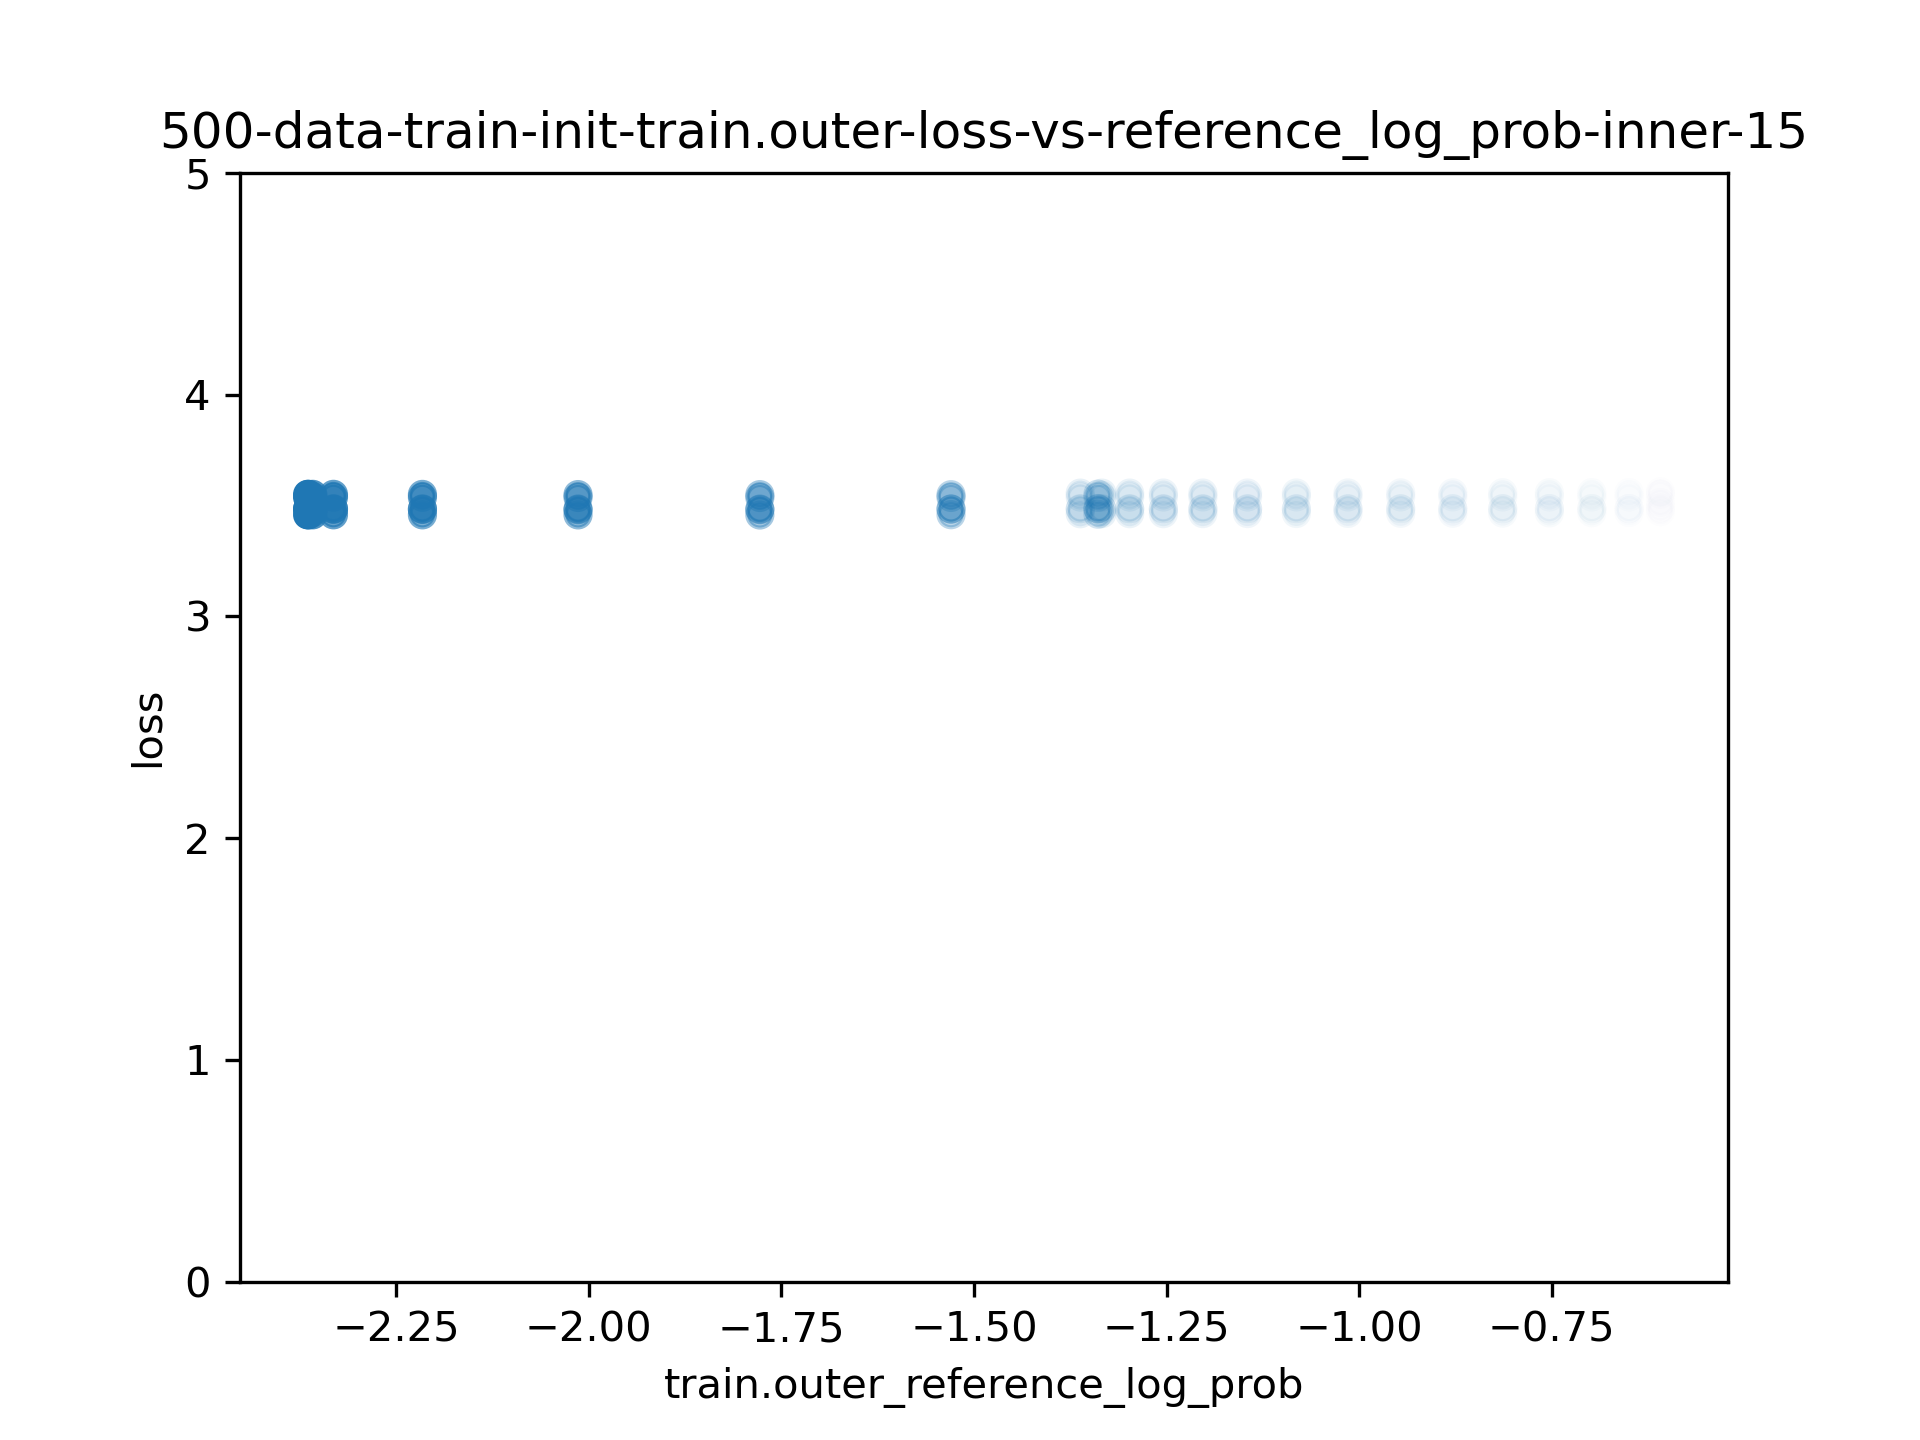 500-data-train-init-train.outer-loss-vs-reference_log_prob-inner-15
5
4
3
2
1
0
loss
−2.25 −2.00 −1.75 −1.50 −1.25 −1.00 −0.75
train.outer_reference_log_prob